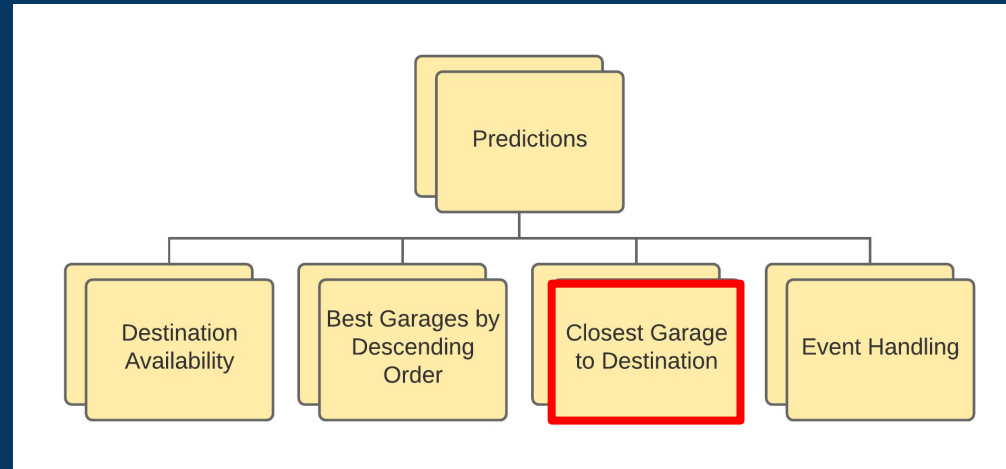 Predictions
Destination
Availability
Best Garages by
Descending
Order
Closest Garage
to Destination
Event Handling